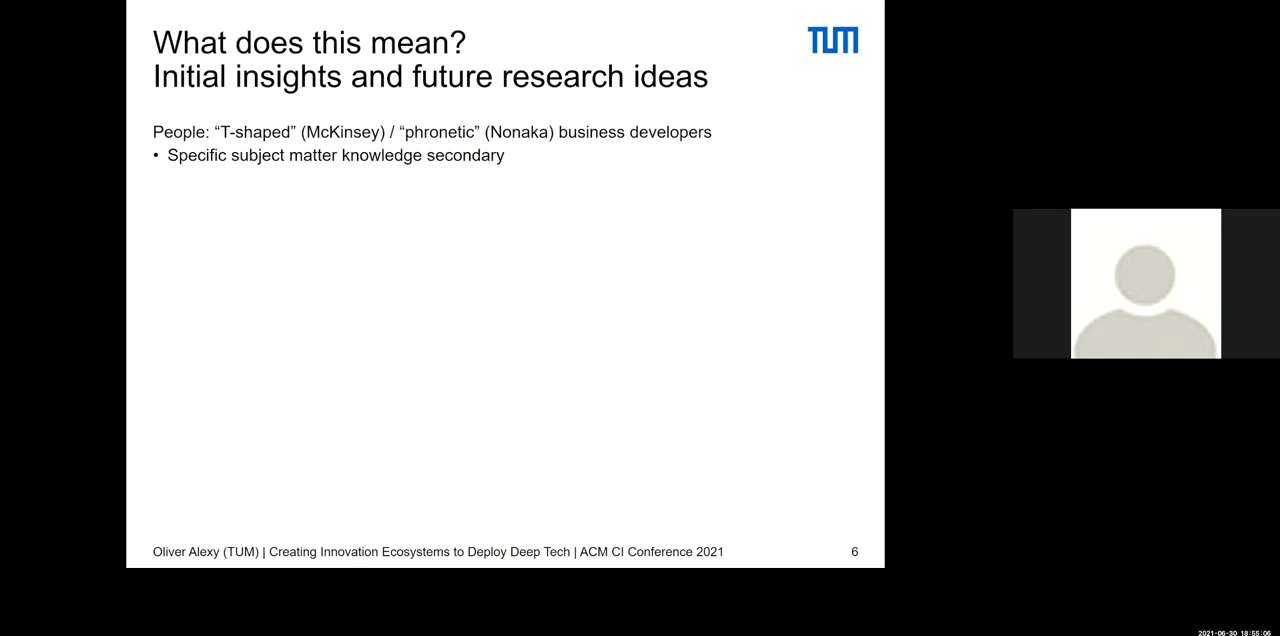 What does this mean?
Initial insights and future research ideas
TUM
People: “T-shaped” (McKinsey) / “phronetic” (Nonaka) business developers
• Specific subject matter knowledge secondary
Oliver Alexy (TUM) | Creating Innovation Ecosystems to Deploy Deep Tech | ACM CI Conference 2021
6
2021-06-30 18:55:06